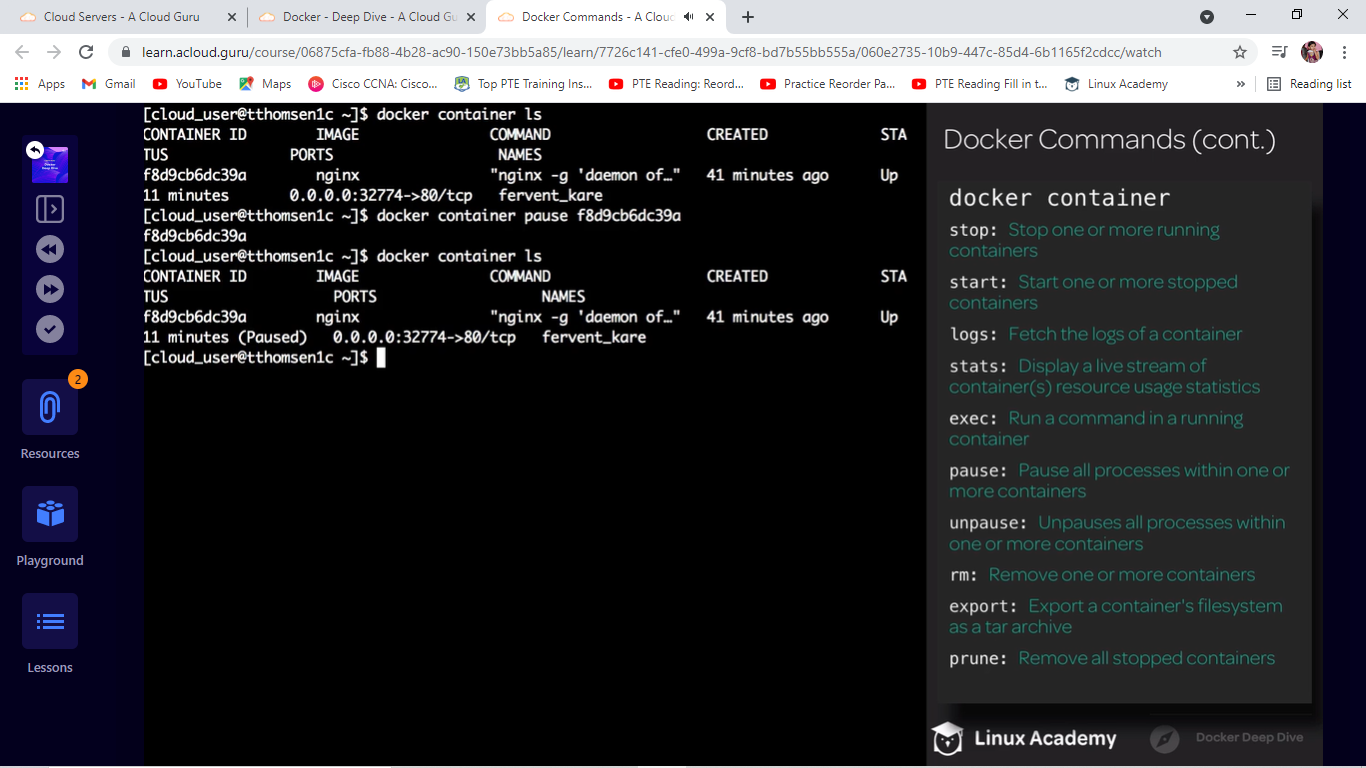 Cloud Servers - A Cloud Guru
Docker - Deep Dive - A Cloud Gu
Docker Commands - A Cloud
learn.acloud.guru/course/06875cfa-fb88-4b28-ac90-150e73bb5a85/learn/7726c141-cfe0-499a-9cf8-bd7b55bb555a/060e2735-10b9-447c-85d4-6b1165f2cdcc/watch
Apps
Gmail
YouTube
Maps
Cisco CCNA: Cisco...
Top PTE Training Ins...
PTE Reading: Reord...
Practice Reorder Pa...
PTE Reading Fill in t...
Linux Academy
»
Reading list
2
Resources
Playground
Lessons
[cloud_user@tthomsen1c ~]$ docker container ls
CONTAINER ID IMAGE COMMAND CREATED STA
TUS PORTS NAMES
f8d9cb6dc39a nginx "nginx -g 'daemon of…" 41 minutes ago Up
11 minutes 0.0.0.0:32774->80/tcp fervent_kare
[cloud_user@tthomsen1c ~]$ docker container pause f8d9cb6dc39a
f8d9cb6dc39a
[cloud_user@tthomsen1c ~]$ docker container ls
CONTAINER ID IMAGE COMMAND CREATED STA
TUS PORTS NAMES
f8d9cb6dc39a nginx "nginx -g 'daemon of…" 41 minutes ago Up
11 minutes (Paused) 0.0.0.0:32774->80/tcp fervent_kare
[cloud_user@tthomsen1c ~]$
Docker Commands (cont.)
docker container
stop: Stop one or more running
containers
start: Start one or more stopped
containers
logs: Fetch the logs of a container
stats: Display a live stream of
container(s) resource usage statistics
exec: Run a command in a running
container
pause: Pause all processes within one or
more containers
unpause: Unpauses all processes within
one or more containers
rm: Remove one or more containers
export: Export a container's filesystem
as a tar archive
prune: Remove all stopped containers
Linux Academy
Docker Deep Dive